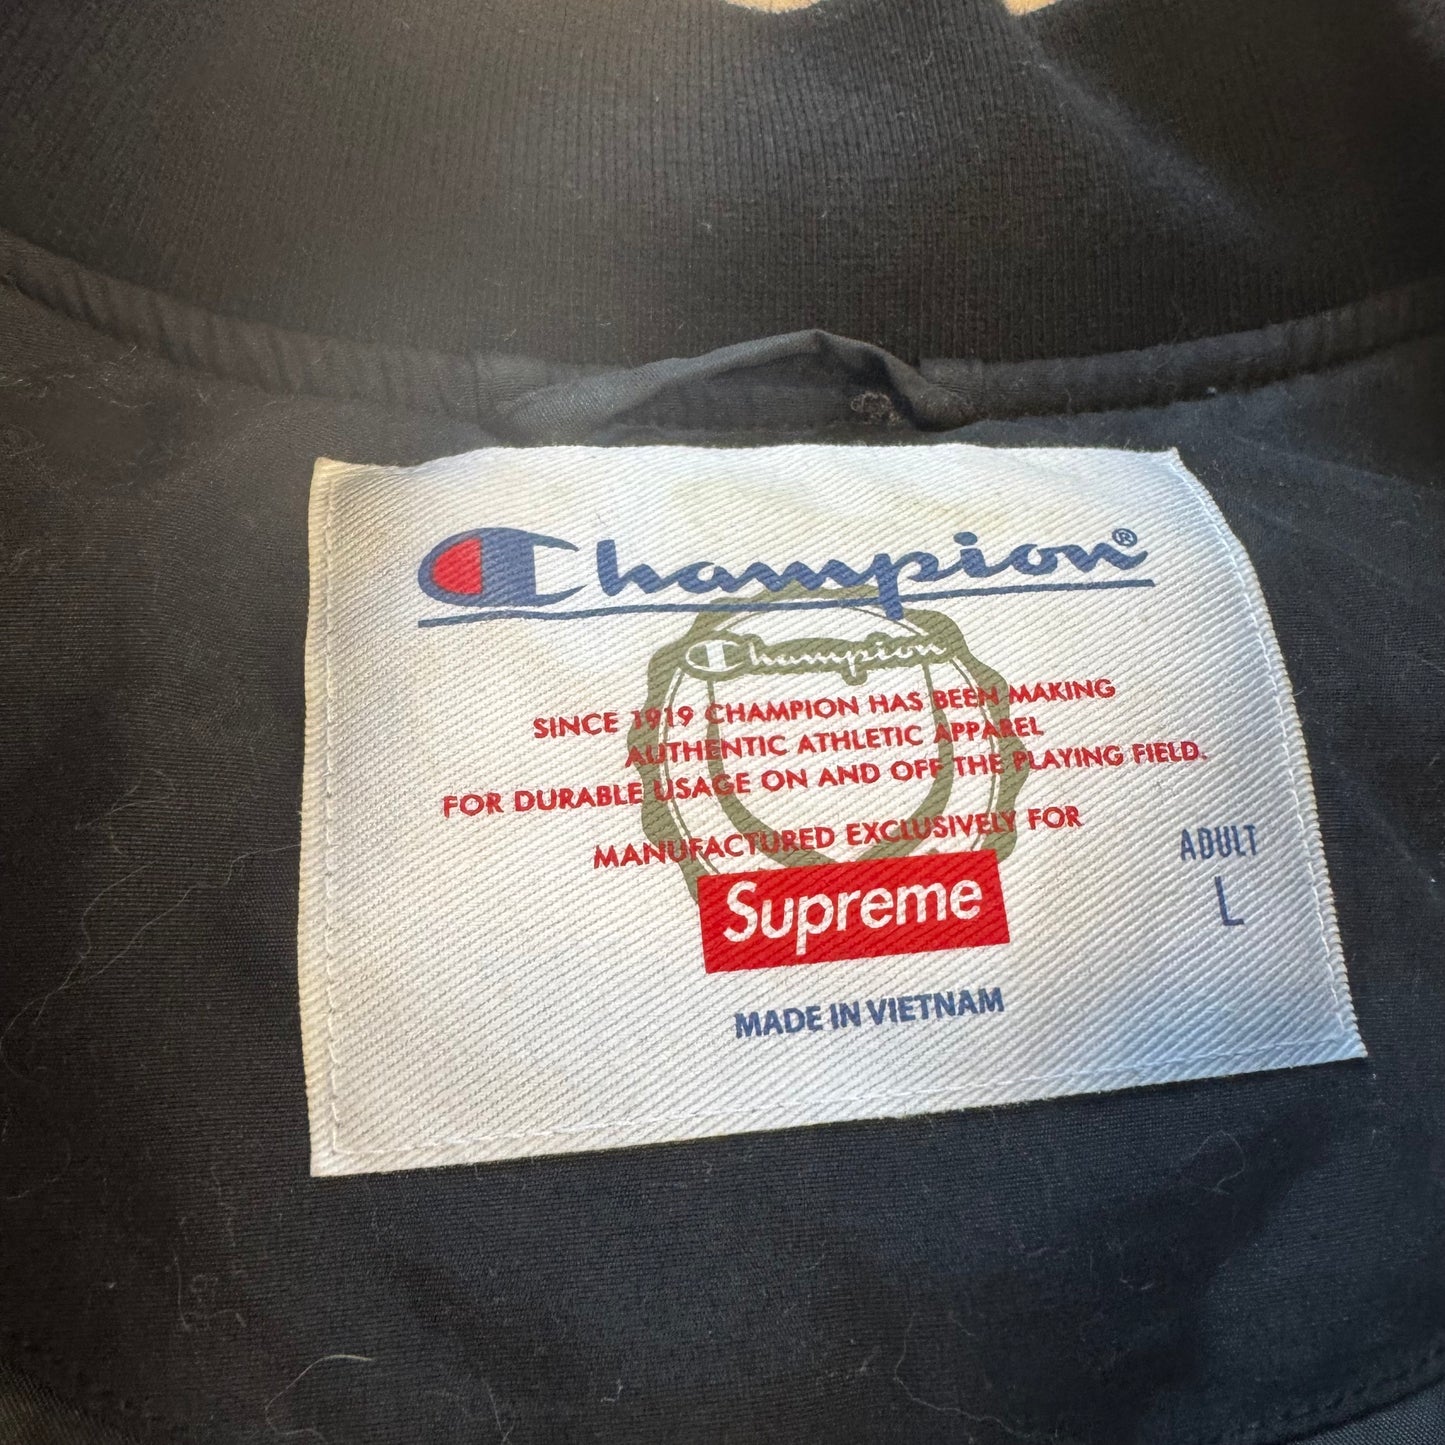 Champion®
Champion
SINCE 1919 CHAMPION HAS BEEN MAKING
AUTHENTIC ATHLETIC APPAREL
FOR DURABLE USAGE ON AND OFF THE PLAYING FIELD.
MANUFACTURED EXCLUSIVELY FOR
Supreme
ADULT
L
MADE IN VIETNAM